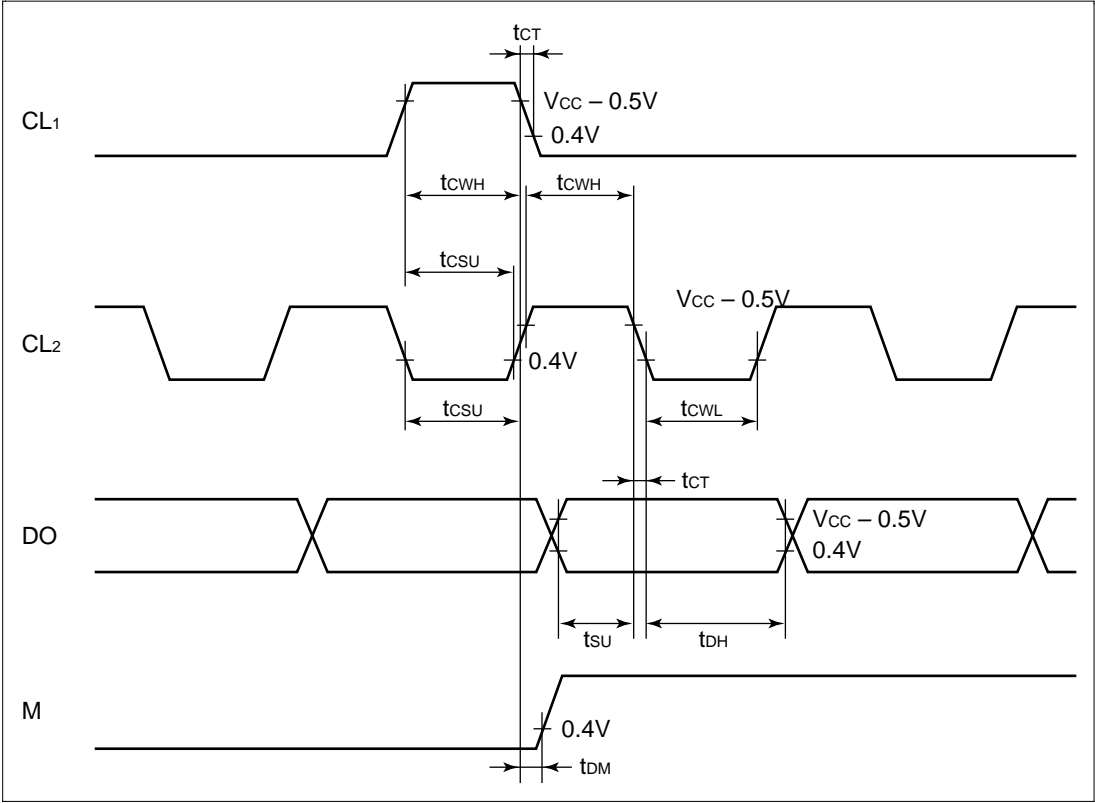 tCT
VCC – 0.5V
CL1
0.4V
tCWH
tCWH
tCSU
VCC – 0.5V
CL2
0.4V
tCSU
tCWL
tCT
VCC – 0.5V
DO
0.4V
tSU
tDH
M
0.4V
tDM